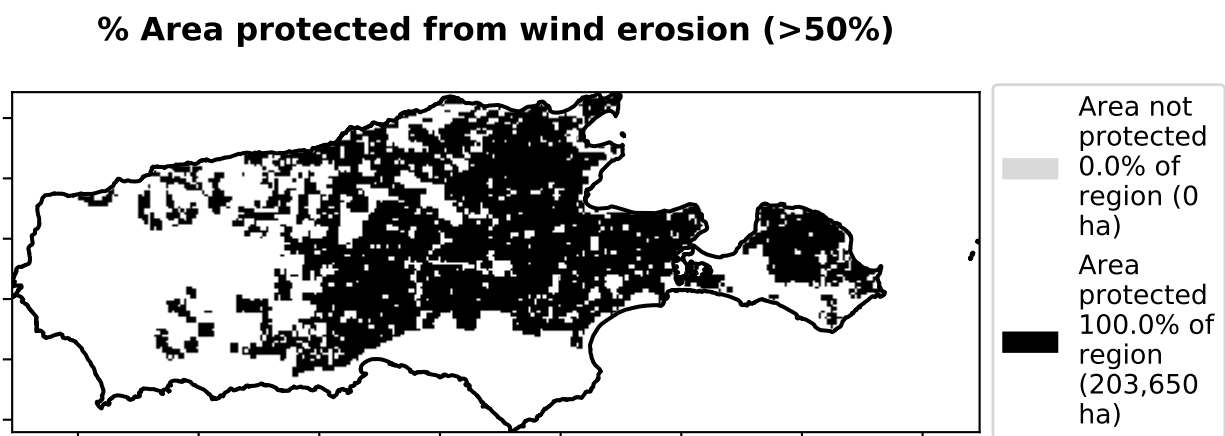 % Area protected from wind erosion (>50%)
Area not
protected
0.0% of
region (0
ha)
Area
protected
100.0% of
region
(203,650
ha)